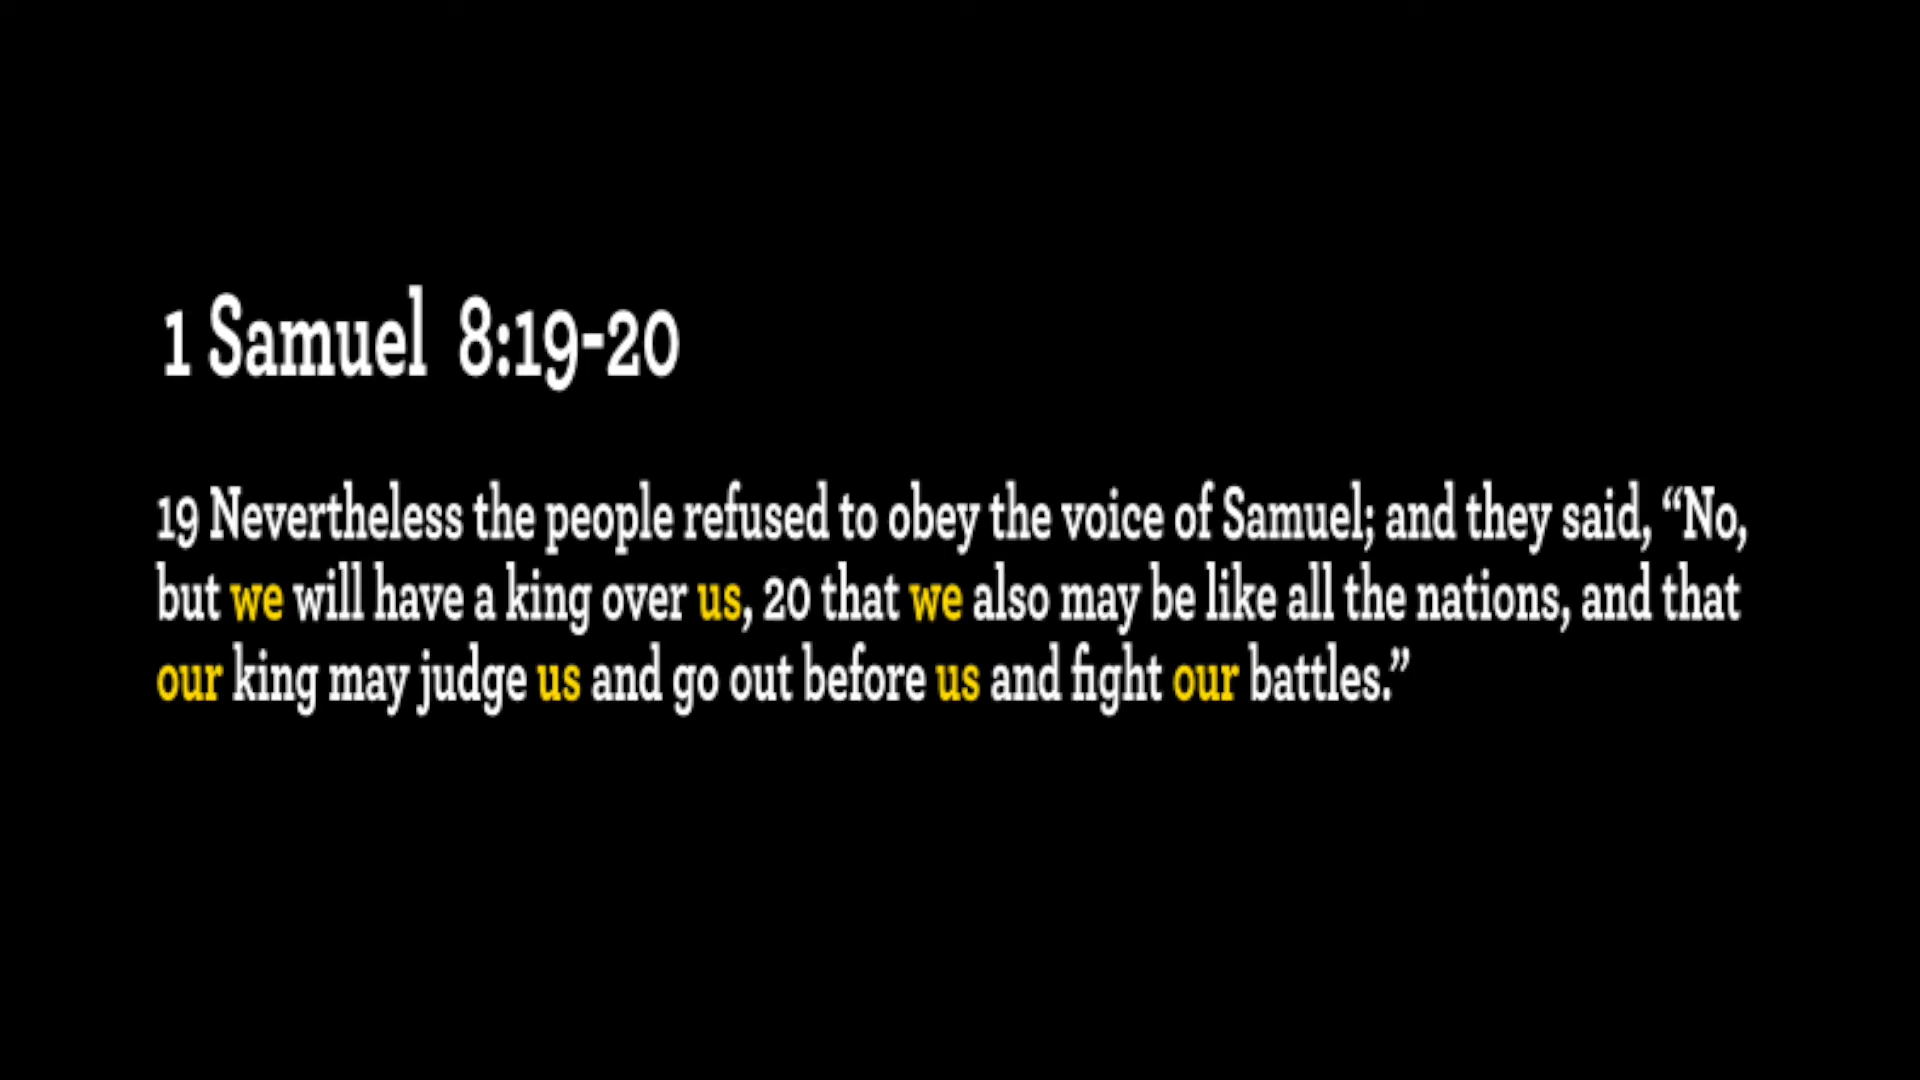 1 Samuel  8:19-20
19 Nevertheless the people refused to obey the voice of Samuel; and they said, “No,
but we will have a king over us, 20 that we also may be like all the nations, and that
our king may judge us and go out before us and fight our battles.”